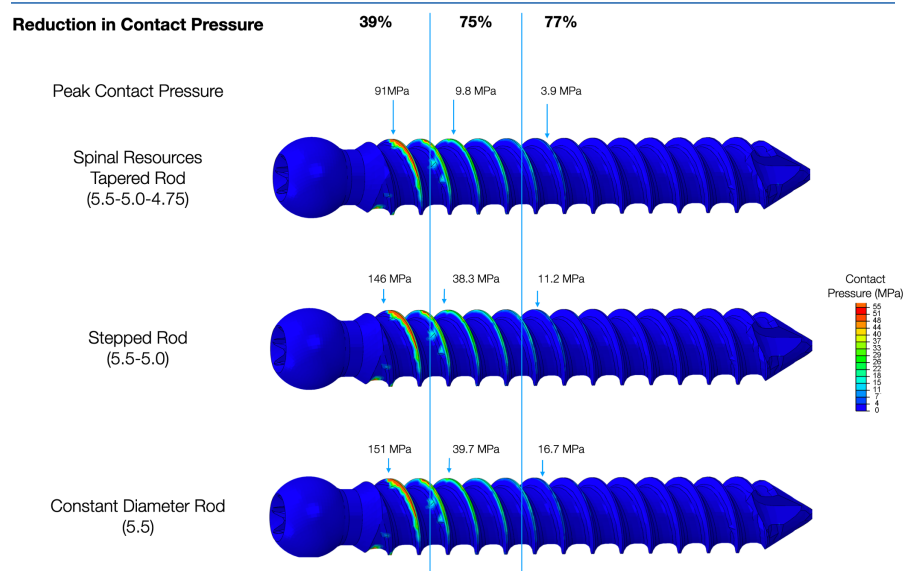 Reduction in Contact Pressure 39% 75% 77%
Peak Contact Pressure 91MPa 9.8 MPa 3.9 MPa
Spinal Resources
Tapered Rod
(5.5-5.0-4.75)
146 MPa 38.3 MPa 11.2 MPa
Stepped Rod
(5.5-5.0)
Contact
Pressure (MPa)
55
51
48
44
40
37
33
29
26
22
18
15
11
7
4
0
151 MPa 39.7 MPa 16.7 MPa
Constant Diameter Rod
(5.5)